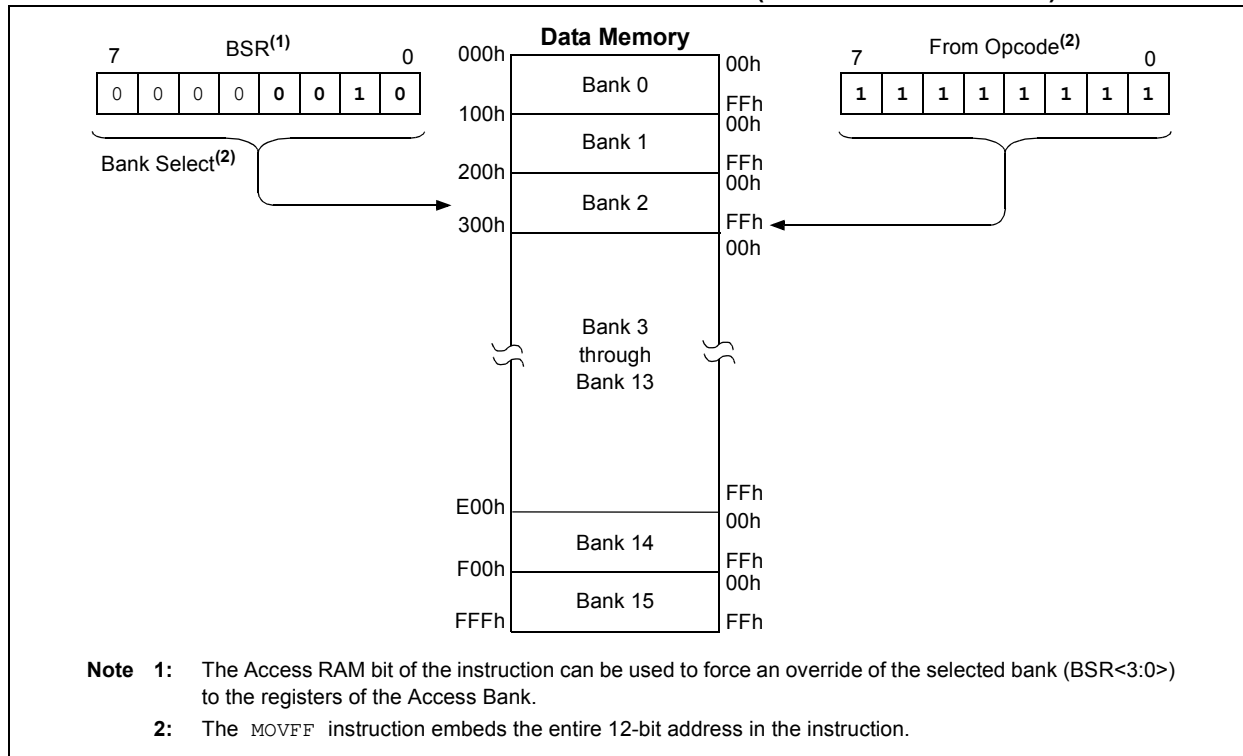 Data Memory
7 BSR(1) 0
0 0 0 0 0 0 1 0
Bank Select(2)
7 From Opcode(2) 0
1 1 1 1 1 1 1 1
000h
Bank 0
00h
FFh
100h
Bank 1
00h
FFh
200h
Bank 2
00h
FFh
300h
00h
Bank 3
through
Bank 13
FFh
E00h
Bank 14
00h
FFh
F00h
Bank 15
00h
FFFh
FFh
Note 1: The Access RAM bit of the instruction can be used to force an override of the selected bank (BSR<3:0>)
to the registers of the Access Bank.
2: The MOVFF instruction embeds the entire 12-bit address in the instruction.